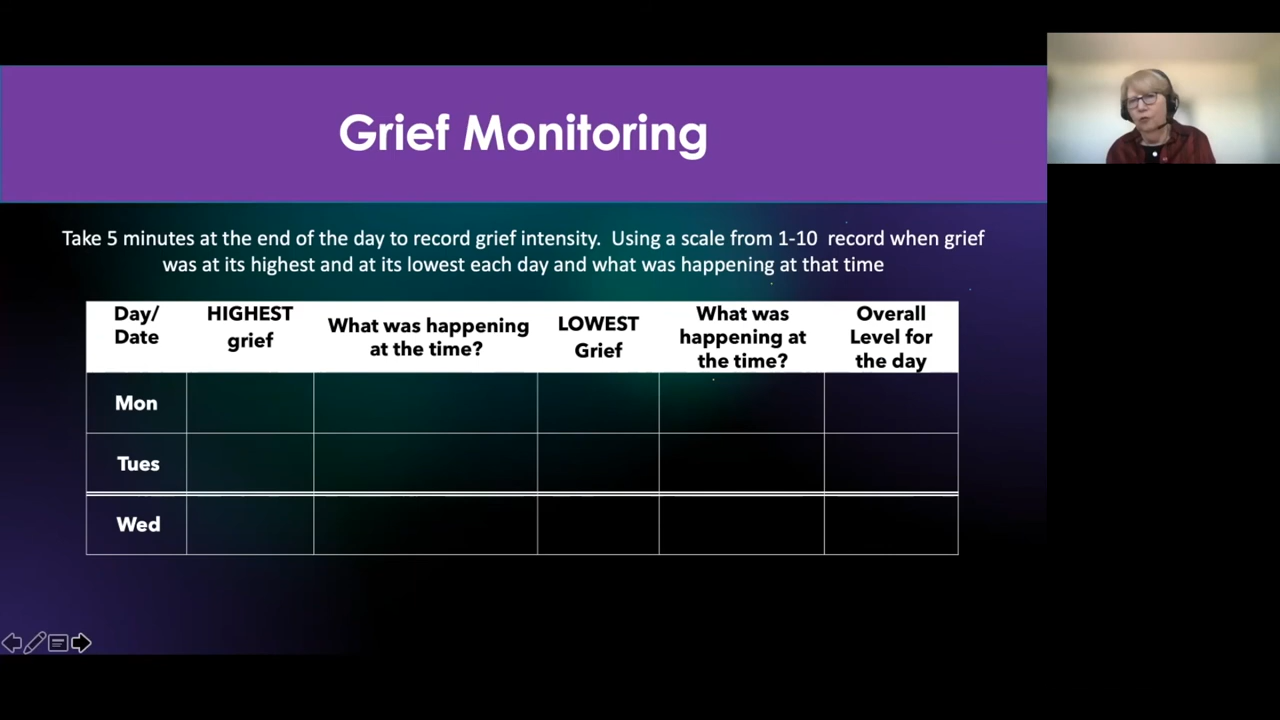 Grief Monitoring
Take 5 minutes at the end of the day to record grief intensity. Using a scale from 1-10 record when grief
was at its highest and at its lowest each day and what was happening at that time
Day/
Date
HIGHEST
grief
What was happening
at the time?
LOWEST
Grief
What was
happening at
the time?
Overall
Level for
the day
Mon
Tues
Wed